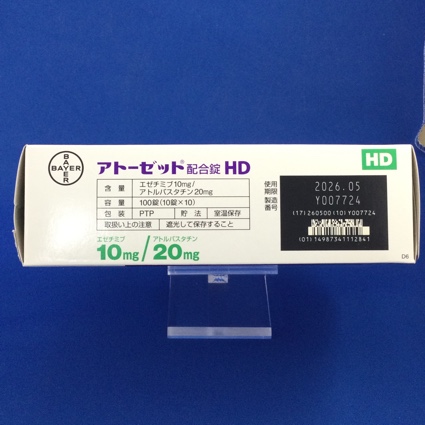 BAYER
BAYER
アトーゼット® 配合錠 HD
HD
含 量 エゼチミブ10mg/
アトルバスタチン20mg
容 量 100錠(10錠×10)
包 装 PTP 貯 法 室温保存
取扱い上の注意 遮光して保存すること
使用
期限 2026.05
製造
番号 Y007724
(17)260500(10)Y007724
(01)14987341112841
エゼチミブ アトルバスタチン
10mg/20mg
D6